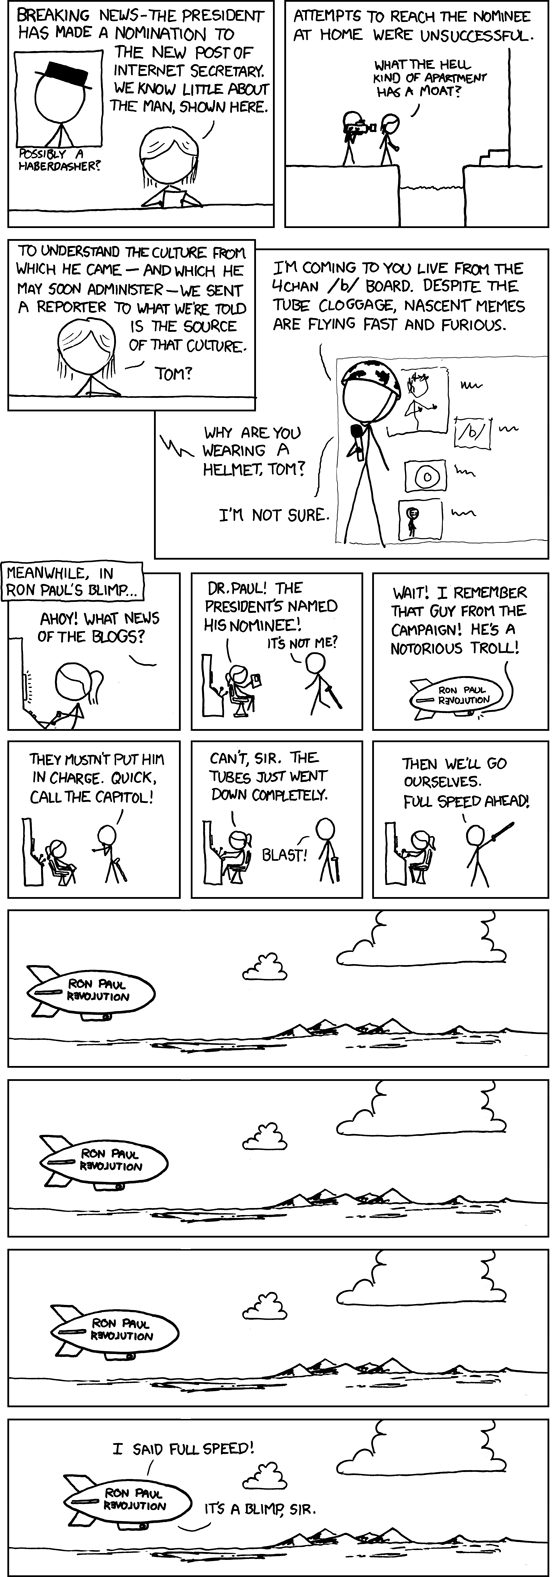 BREAKING NEWS-THE PRESIDENT
HAS MADE A NOMINATION TO
THE NEW POST OF
INTERNET SECRETARY.
WE KNOW LITTLE ABOUT
THE MAN, SHOWN HERE.
POSSIBLY A
HABERDASHER?
ATTEMPTS TO REACH THE NOMINEE
AT HOME WERE UNSUCCESSFUL.
WHAT THE HELL
KIND OF APARTMENT
HAS A MOAT?
TO UNDERSTAND THE CULTURE FROM
WHICH HE CAME — AND WHICH HE
MAY SOON ADMINISTER—WE SENT
A REPORTER TO WHAT WE'RE TOLD
IS THE SOURCE
OF THAT CULTURE.
TOM?
I'M COMING TO YOU LIVE FROM THE
4CHAN /b/ BOARD. DESPITE THE
TUBE CLOGGAGE, NASCENT MEMES
ARE FLYING FAST AND FURIOUS.
/b/
WHY ARE YOU
WEARING A
HELMET, TOM?
I'M NOT SURE.
MEANWHILE, IN
RON PAUL'S BLIMP...
AHOY! WHAT NEWS
OF THE BLOGS?
DR. PAUL! THE
PRESIDENT'S NAMED
HIS NOMINEE!
IT'S NOT ME?
WAIT! I REMEMBER
THAT GUY FROM THE
CAMPAIGN! HE'S A
NOTORIOUS TROLL!
RON PAUL
REVOLUTION
THEY MUSTN'T PUT HIM
IN CHARGE. QUICK,
CALL THE CAPITOL!
CAN'T, SIR. THE
TUBES JUST WENT
DOWN COMPLETELY.
BLAST!
THEN WE'LL GO
OURSELVES.
FULL SPEED AHEAD!
RON PAUL
REVOLUTION
RON PAUL
REVOLUTION
RON PAUL
REVOLUTION
I SAID FULL SPEED!
RON PAUL
REVOLUTION
IT'S A BLIMP, SIR.